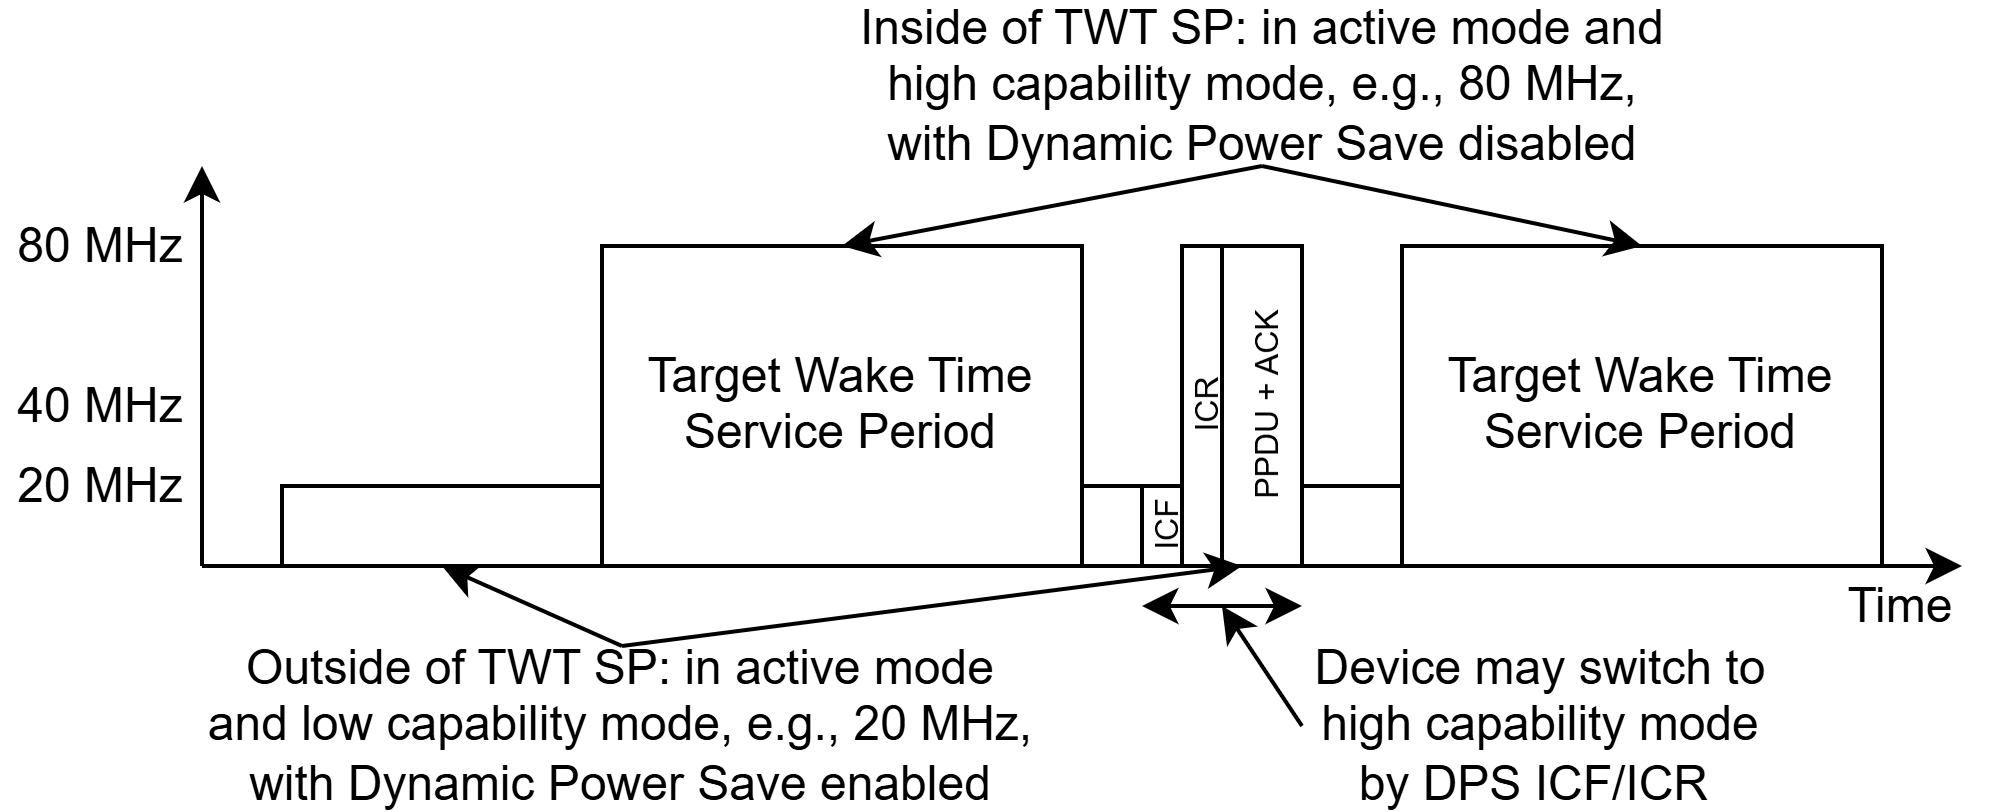 Inside of TWT SP: in active mode and
high capability mode, e.g., 80 MHz,
with Dynamic Power Save disabled
80 MHz
40 MHz
20 MHz
Target Wake Time
Service Period
ICF
ICR
PPDU + ACK
Target Wake Time
Service Period
Time
Outside of TWT SP: in active mode
and low capability mode, e.g., 20 MHz,
with Dynamic Power Save enabled
Device may switch to
high capability mode
by DPS ICF/ICR